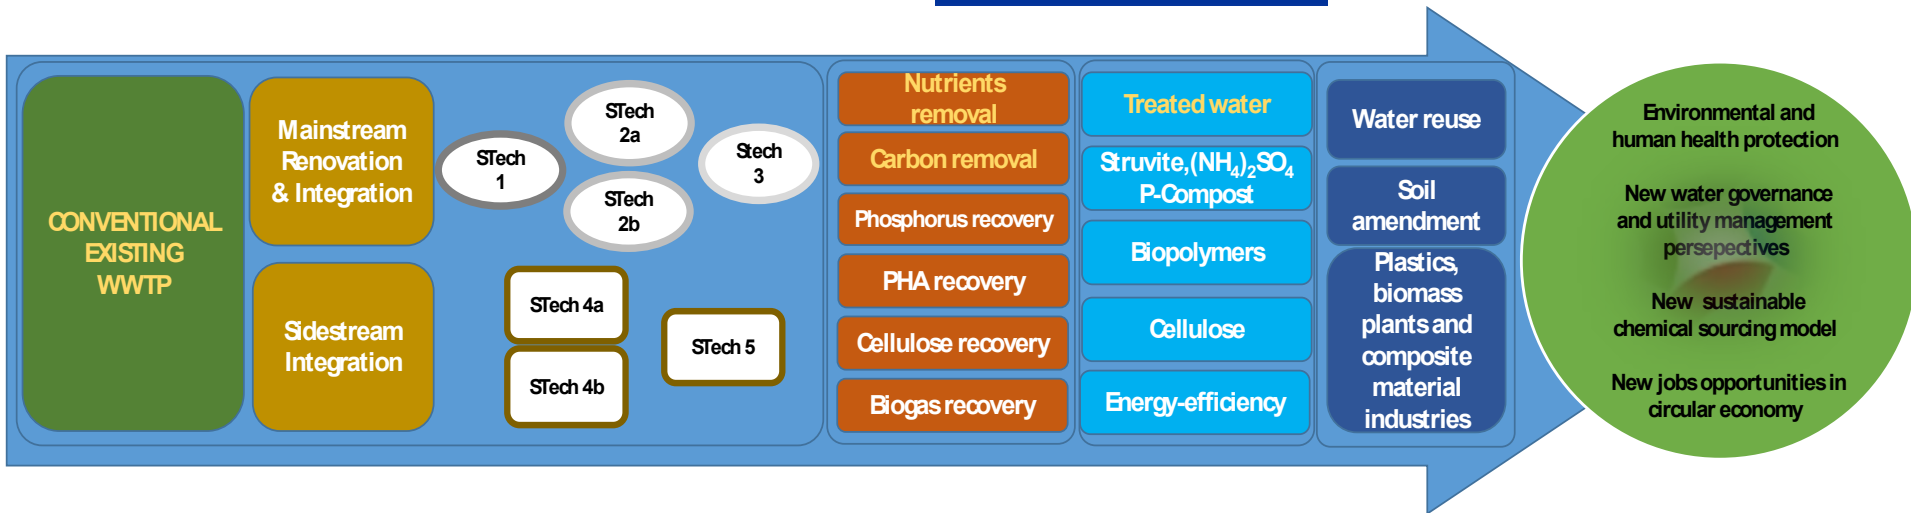 CONVENTIONAL
EXISTING
WWTP
Mainstream
Renovation
& Integration
Sidestream
Integration
STech
1
STech
2a
STech
2b
Stech
3
STech 4a
STech 4b
STech 5
Nutrients
removal
Carbon removal
Phosphorus recovery
PHA recovery
Cellulose recovery
Biogas recovery
Treated water
Struvite,(NH₄)₂SO₄
P-Compost
Biopolymers
Cellulose
Energy-efficiency
Water reuse
Soil
amendment
Plastics,
biomass
plants and
composite
material
industries
Environmental and
human health protection
New water governance
and utility management
persepectives
New sustainable
chemical sourcing model
New jobs opportunities in
circular economy